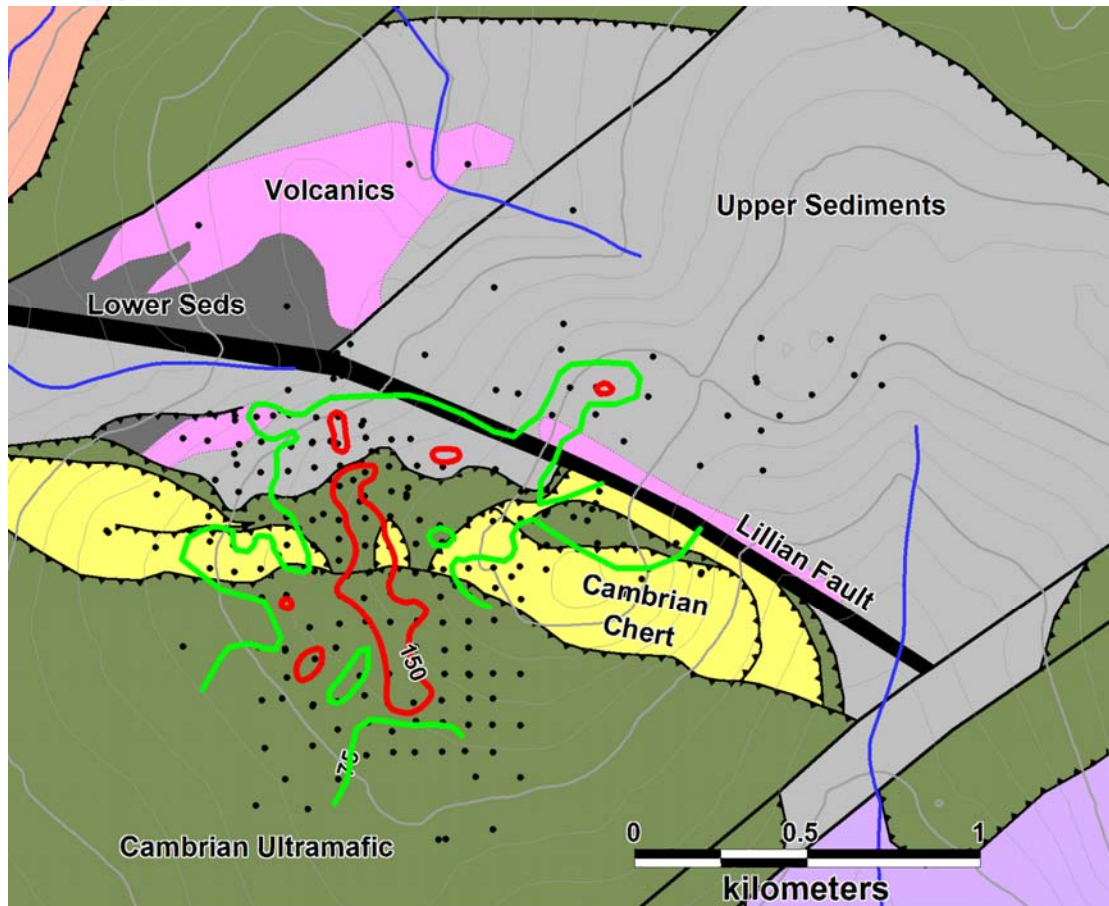 Volcanics
Upper Sediments
Lower Seds
Lillian Fault
Cambrian
Chert
150
75
Cambrian Ultramafic
0 0.5 1
kilometers